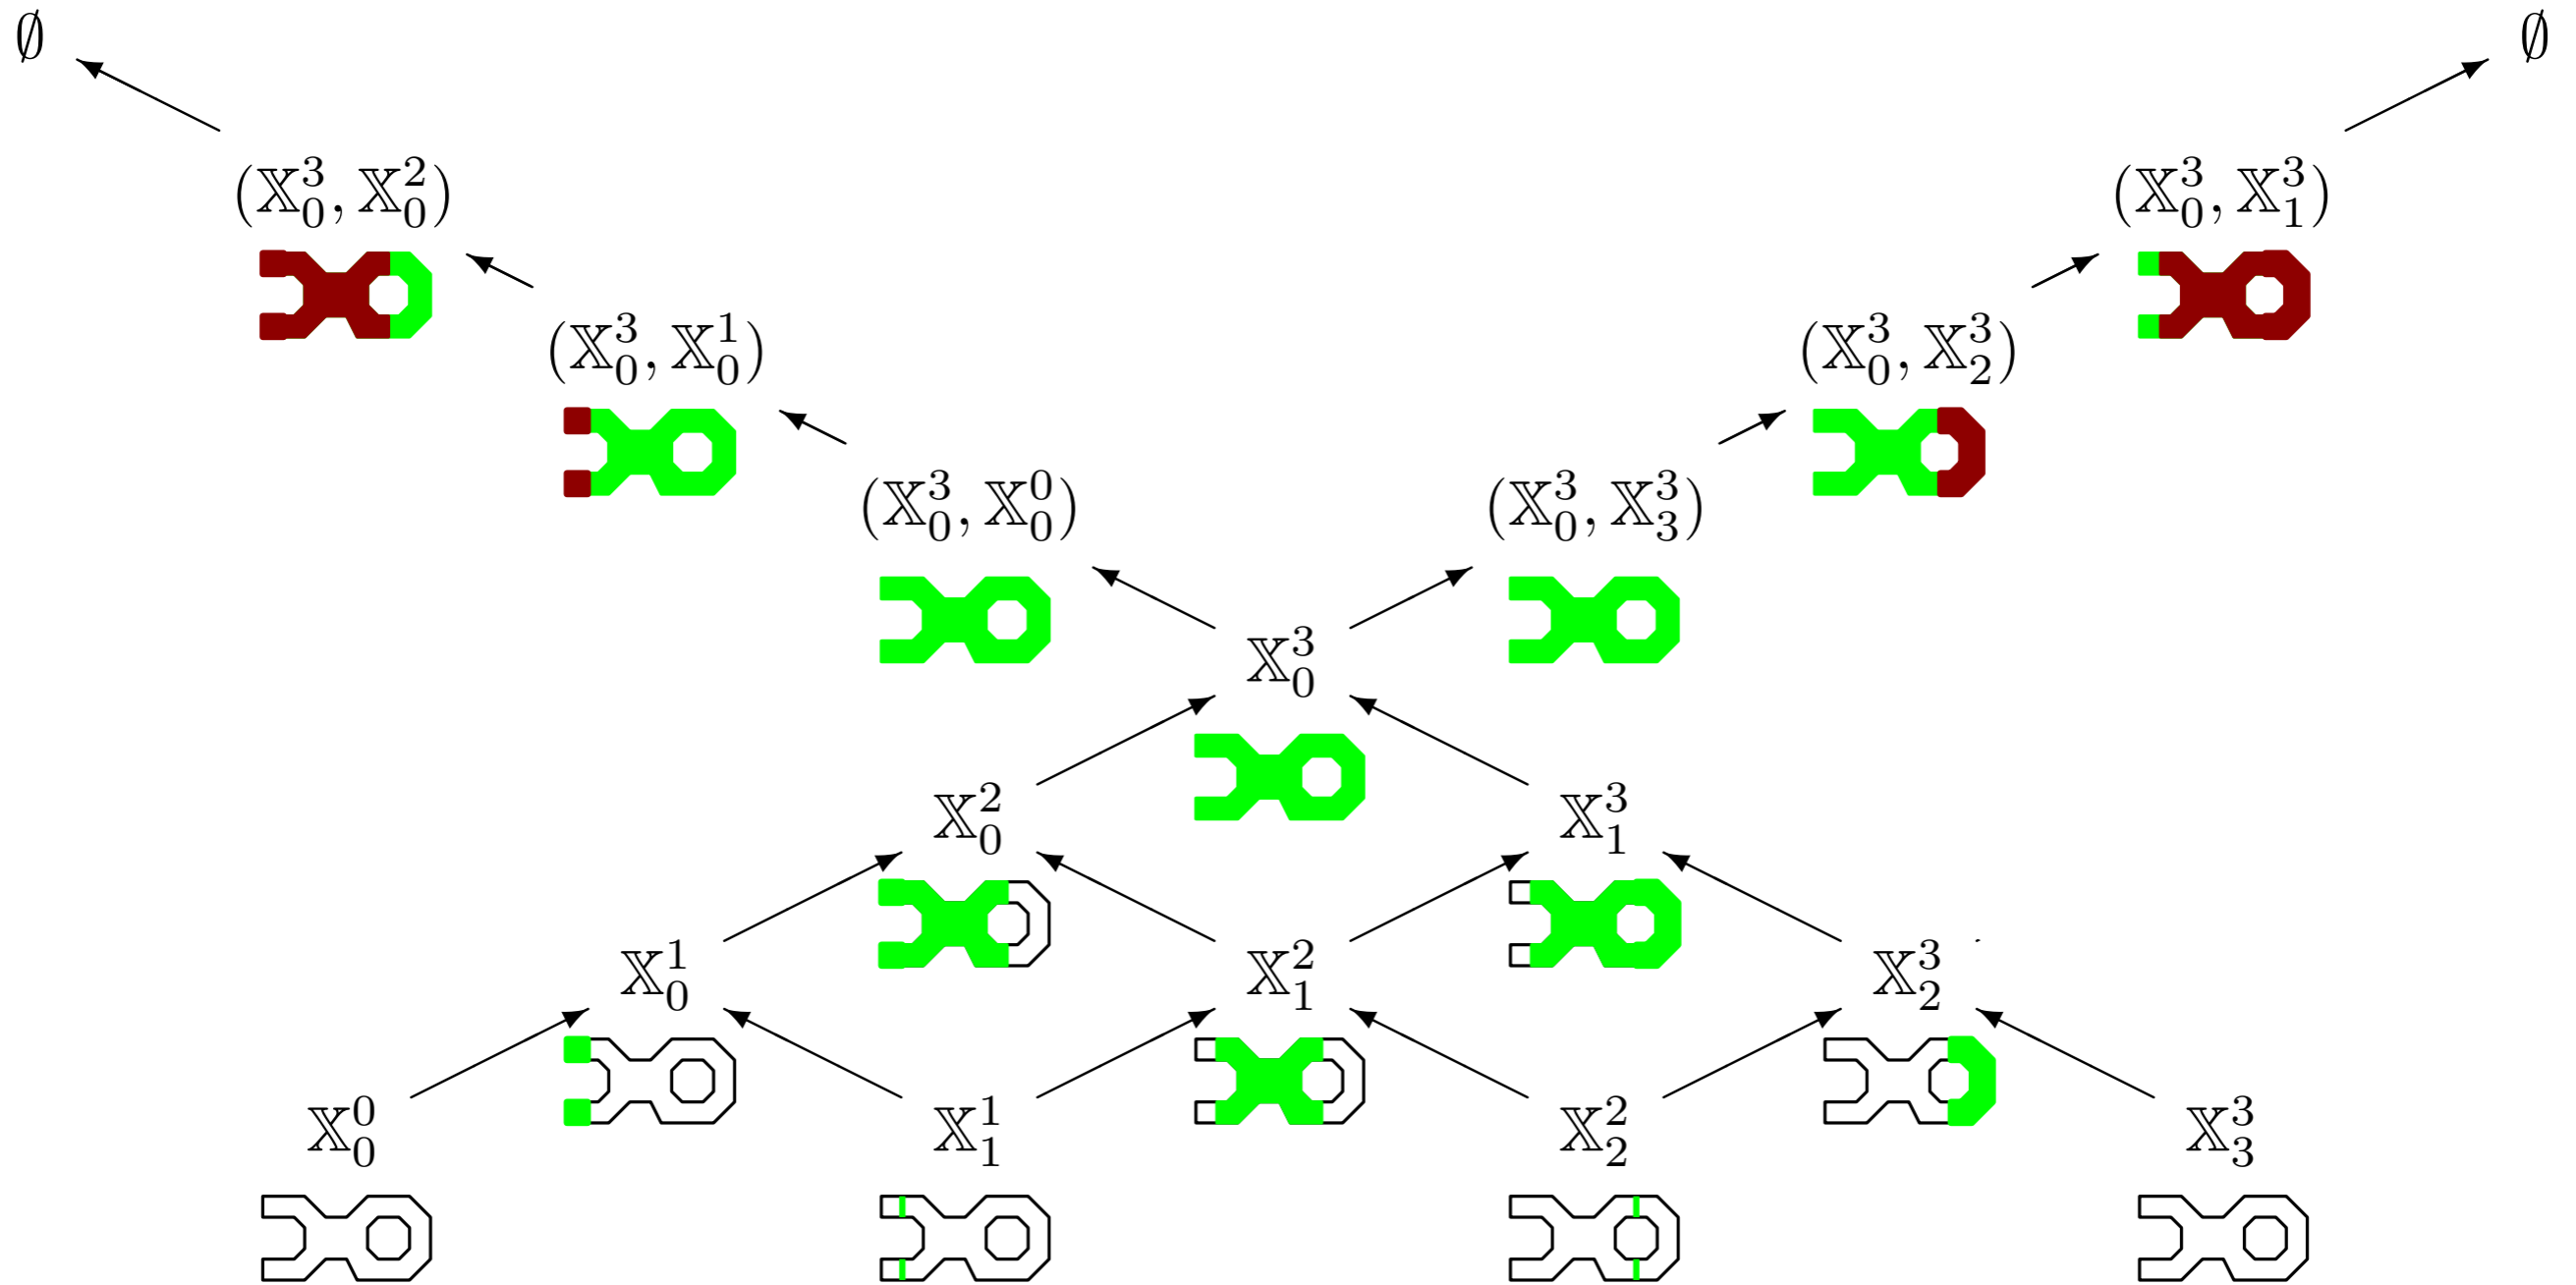 ∅ ∅
(𝕏₀³, 𝕏₀²) (𝕏₀³, 𝕏₁³)
(𝕏₀³, 𝕏₀¹) (𝕏₀³, 𝕏₂³)
(𝕏₀³, 𝕏₀⁰) (𝕏₀³, 𝕏₃³)
𝕏₀³
𝕏₀² 𝕏₁³
𝕏₀¹ 𝕏₁² 𝕏₂³
𝕏₀⁰ 𝕏₁¹ 𝕏₂² 𝕏₃³